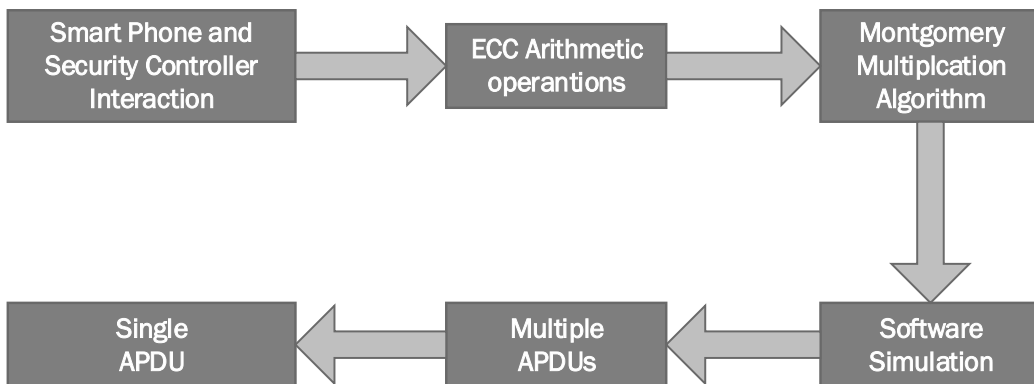 Smart Phone and
Security Controller
Interaction
ECC Arithmetic
operantions
Montgomery
Multiplcation
Algorithm
Software
Simulation
Multiple
APDUs
Single
APDU